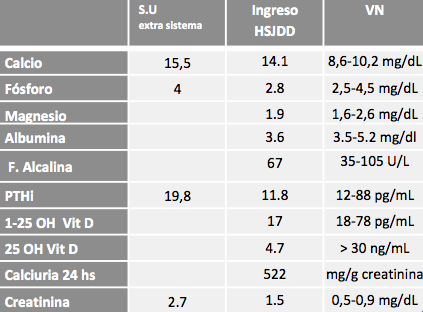 S.U extra sistema | Ingreso HSJDD | VN
Calcio | 15,5 | 14.1 | 8,6-10,2 mg/dL
Fósforo | 4 | 2.8 | 2,5-4,5 mg/dL
Magnesio | 1.9 | 1,6-2,6 mg/dL
Albumina | 3.6 | 3.5-5.2 mg/dl
F. Alcalina | 67 | 35-105 U/L
PTHi | 19,8 | 11.8 | 12-88 pg/mL
1-25 OH Vit D | 17 | 18-78 pg/mL
25 OH Vit D | 4.7 | > 30 ng/mL
Calciuria 24 hs | 522 | mg/g creatinina
Creatinina | 2.7 | 1.5 | 0,5-0,9 mg/dL